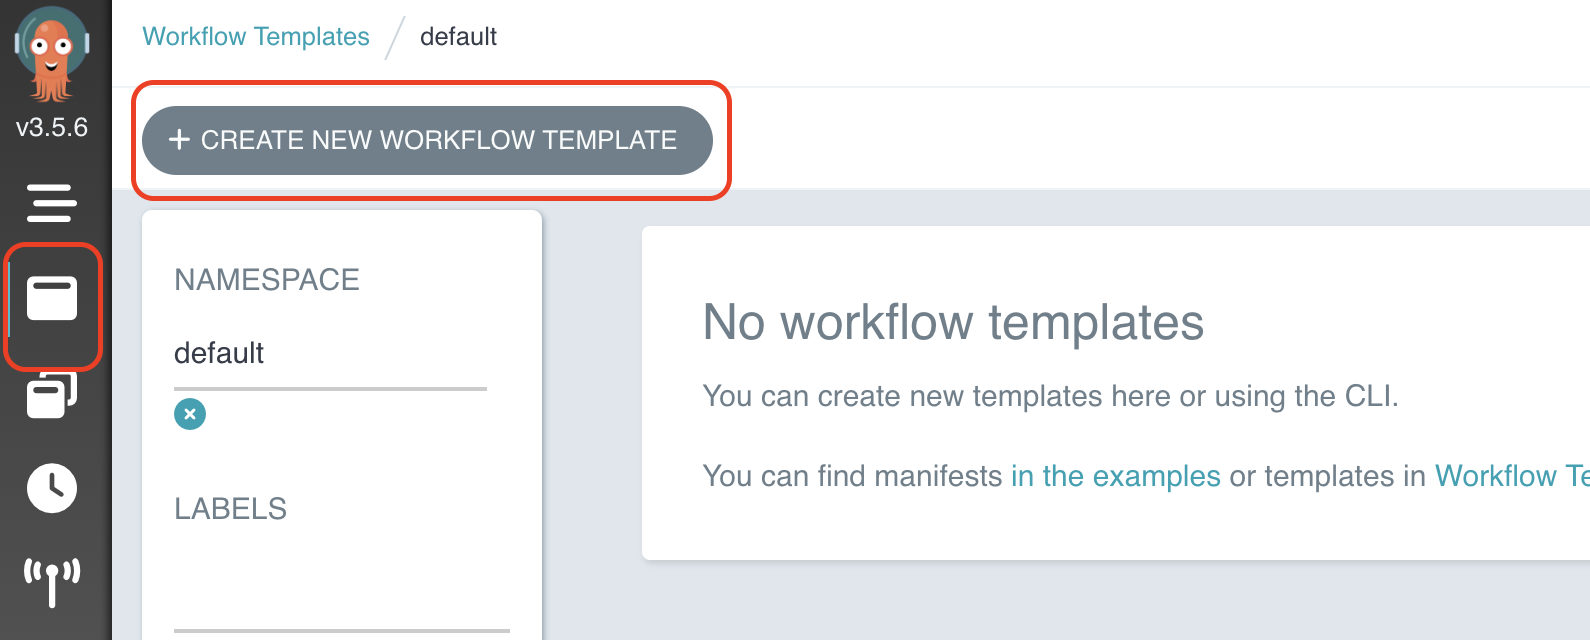 Workflow Templates / default
v3.5.6
+ CREATE NEW WORKFLOW TEMPLATE
NAMESPACE
default
LABELS
No workflow templates
You can create new templates here or using the CLI.
You can find manifests in the examples or templates in Workflow Te